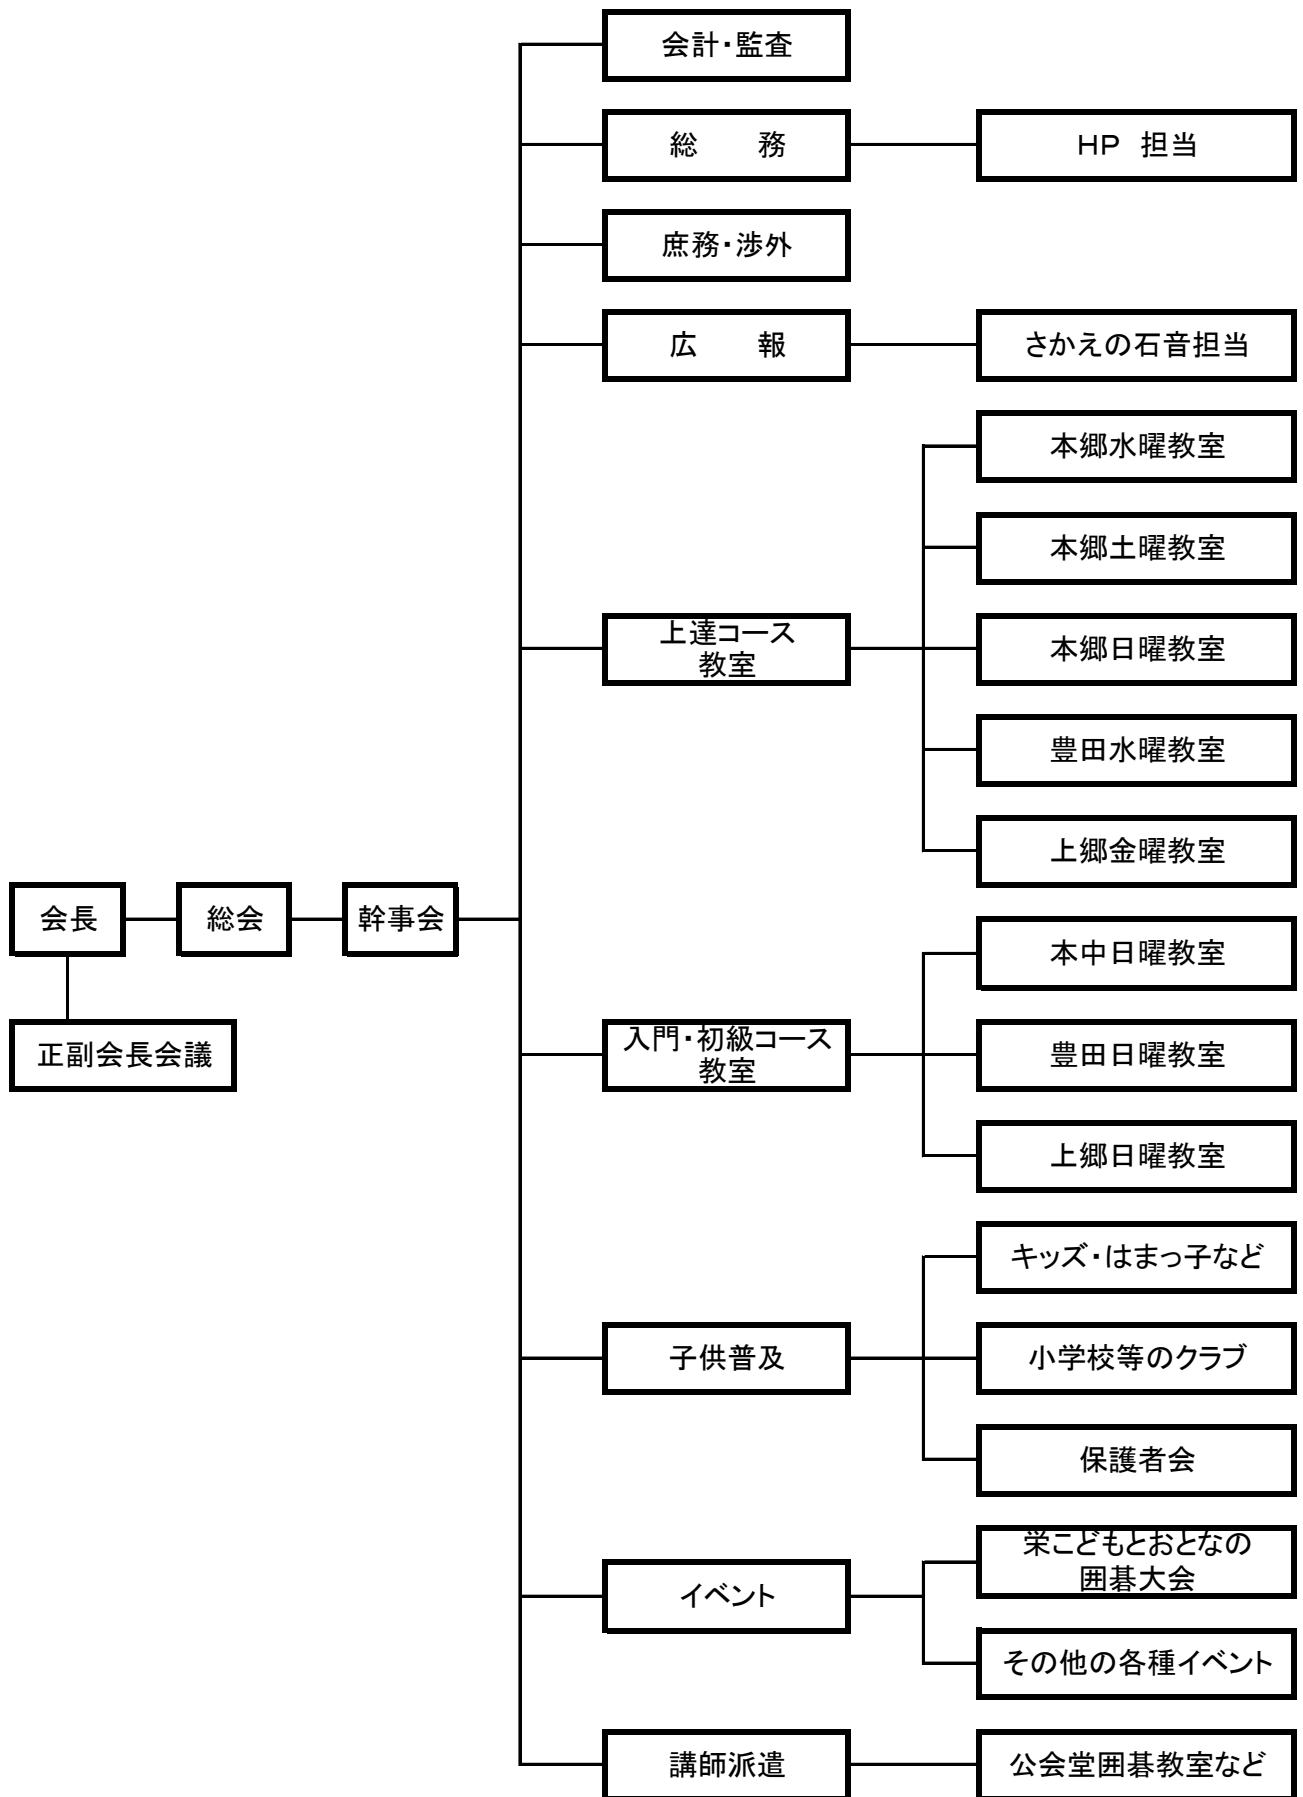 会計・監査
総　　務
HP 担当
庶務・渉外
広　　報
さかえの石音担当
本郷水曜教室
本郷土曜教室
上達コース
教室
本郷日曜教室
豊田水曜教室
上郷金曜教室
会長
総会
幹事会
正副会長会議
本中日曜教室
入門・初級コース
教室
豊田日曜教室
上郷日曜教室
キッズ・はまっ子など
子供普及
小学校等のクラブ
保護者会
イベント
栄こどもとおとなの
囲碁大会
その他の各種イベント
講師派遣
公会堂囲碁教室など